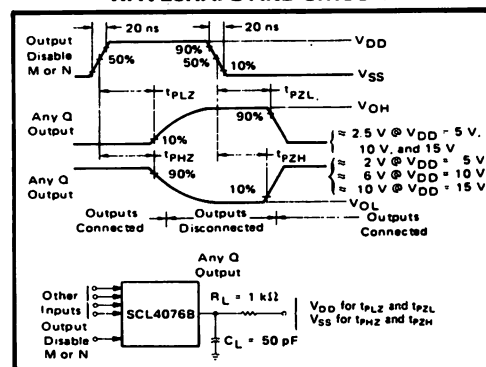 20 ns
20 ns
Output
Disable
M or N
50%
90%
50%
10%
VDD
VSS
tPLZ
tPZL
VOH
Any Q
Output
10%
90%
≈ 2.5 V @ VDD = 5 V,
10 V, and 15 V
tPHZ
tPZH
≈ 2 V @ VDD = 5 V
≈ 6 V @ VDD = 10 V
≈ 10 V @ VDD = 15 V
Any Q
Output
90%
10%
VOL
Outputs
Connected
Outputs
Disconnected
Outputs
Connected
Any Q
Output
Other
Inputs
Output
Disable
M or N
SCL4076B
RL = 1 kΩ
CL = 50 pF
VDD for tPLZ and tPZL
VSS for tPHZ and tPZH